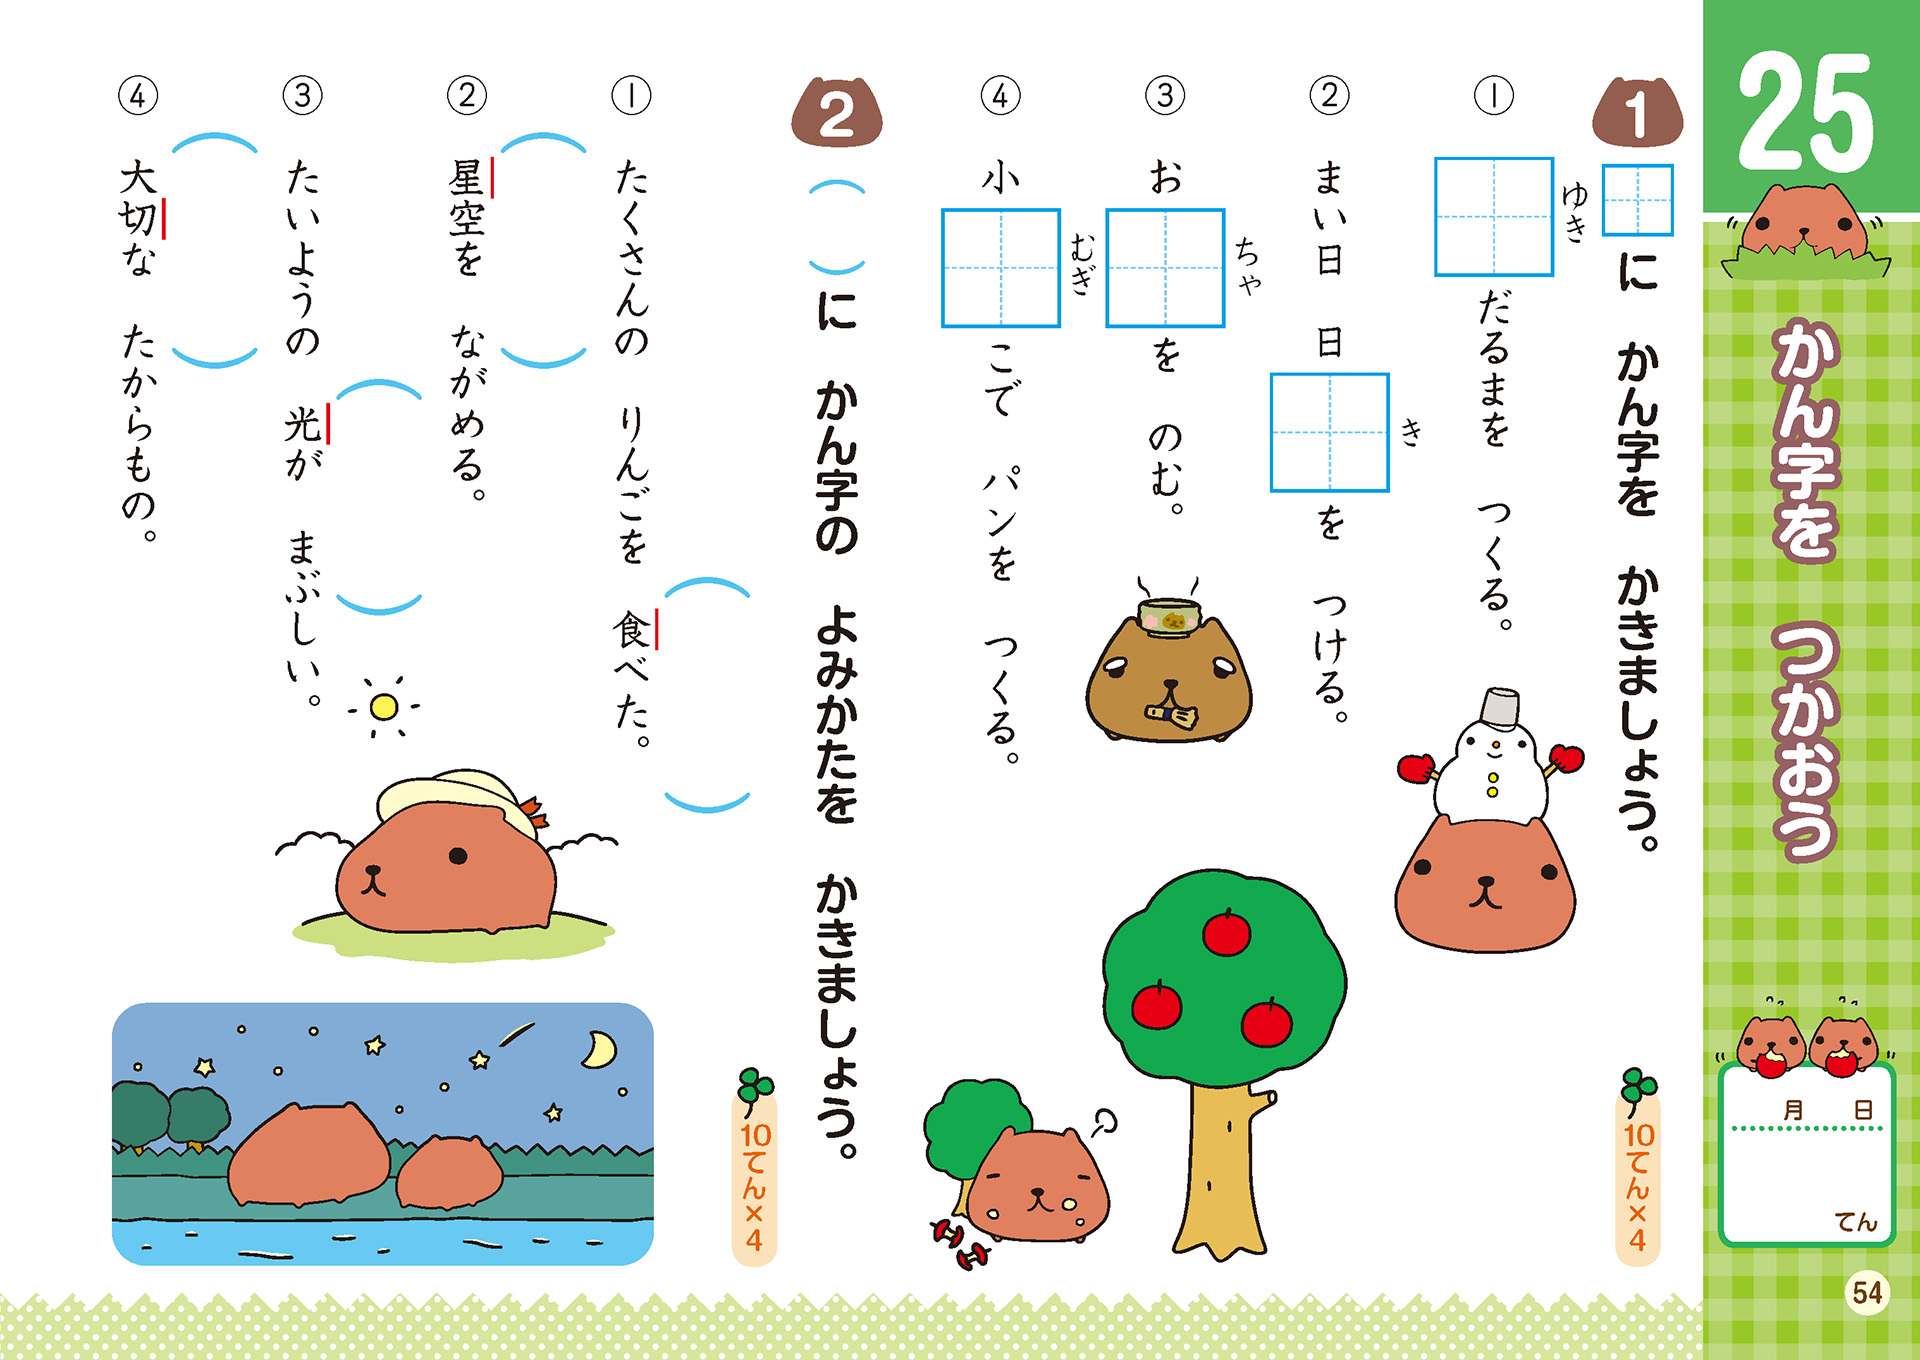 25
かん字を つかおう
月 日
てん
54
1
□に かん字を かきましょう。
10てん×4
① □だるまを つくる。
ゆき
② まい日 日□を つける。
き
③ お□を のむ。
ちゃ
④ 小□こで パンを つくる。
むぎ
2
( )に かん字の よみかたを かきましょう。
10てん×4
① たくさんの りんごを 食べた。
( )
② 星空を ながめる。
( )
③ たいようの 光が まぶしい。
( )
④ 大切な たからもの。
( )